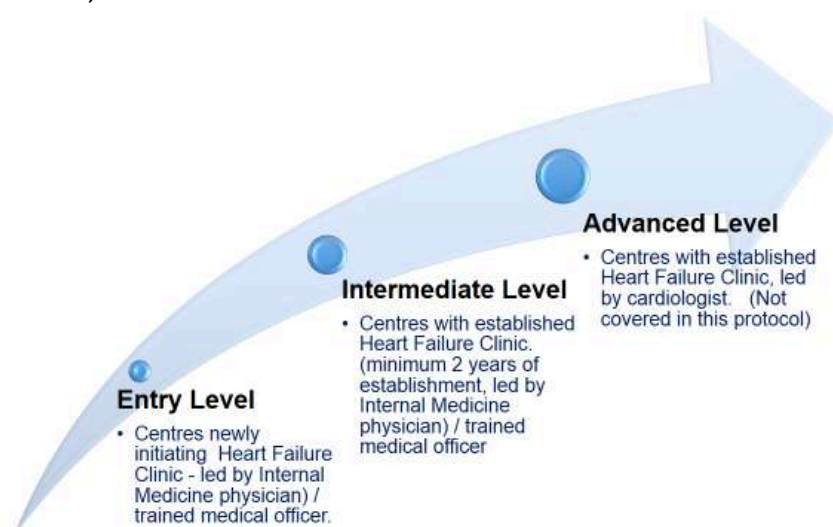 Entry Level
• Centres newly
initiating Heart Failure
Clinic - led by Internal
Medicine physician) /
trained medical officer.
Intermediate Level
• Centres with established
Heart Failure Clinic.
(minimum 2 years of
establishment, led by
Internal Medicine
physician) / trained
medical officer
Advanced Level
• Centres with established
Heart Failure Clinic, led
by cardiologist. (Not
covered in this protocol)